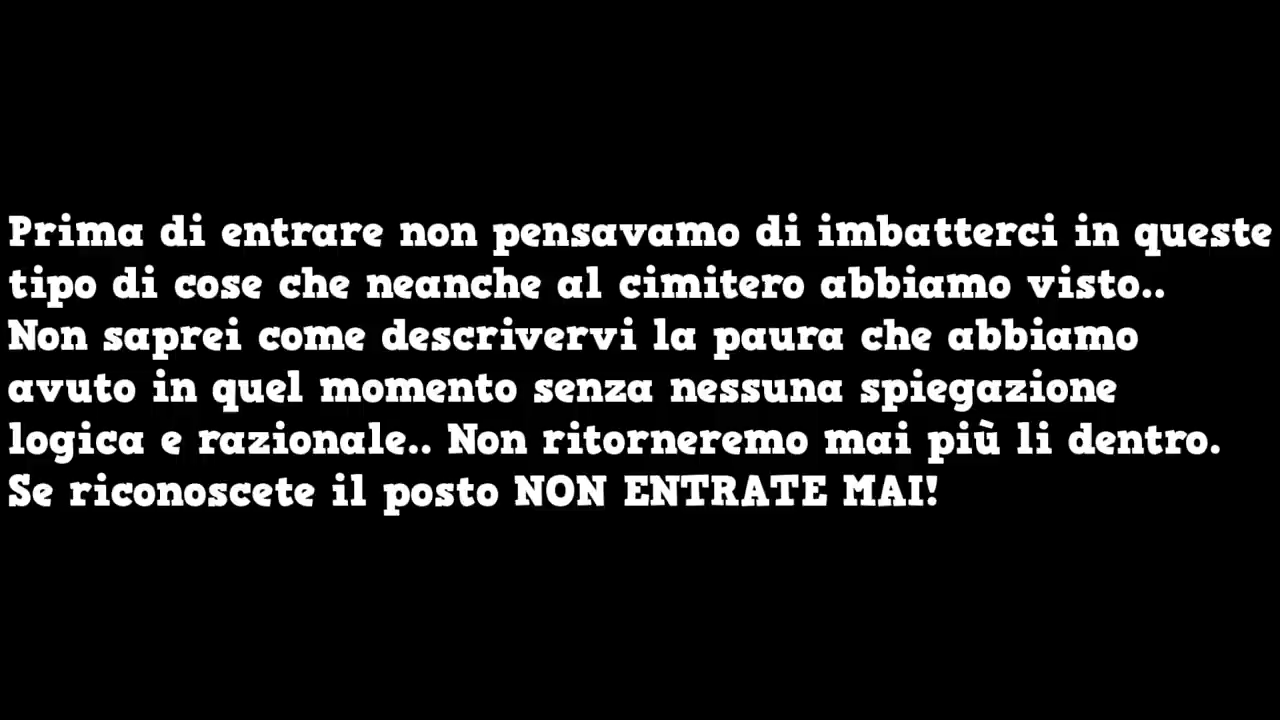 Prima di entrare non pensavamo di imbatterci in queste
tipo di cose che neanche al cimitero abbiamo visto..
Non saprei come descrivervi la paura che abbiamo
avuto in quel momento senza nessuna spiegazione
logica e razionale.. Non ritorneremo mai più li dentro.
Se riconoscete il posto NON ENTRATE MAI!